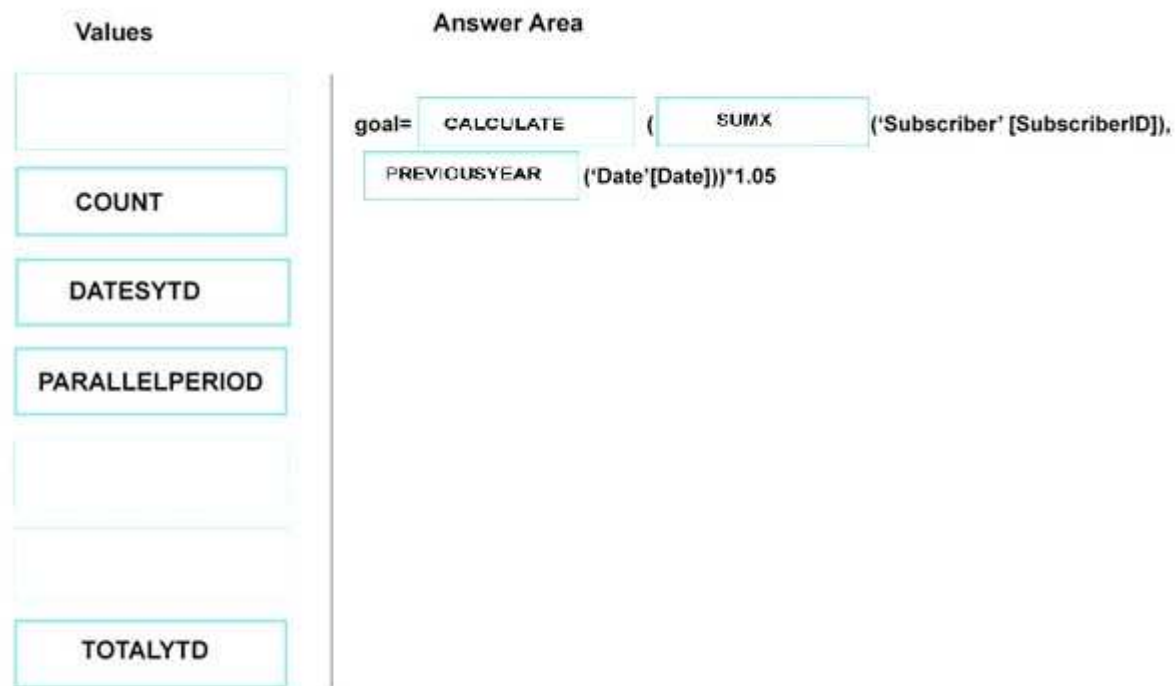 Values
Answer Area
COUNT
DATESYTD
PARALLELPERIOD
TOTALYTD
goal= CALCULATE ( SUMX (‘Subscriber’ [SubscriberID]),
PREVIOUSYEAR (‘Date’[Date]))*1.05